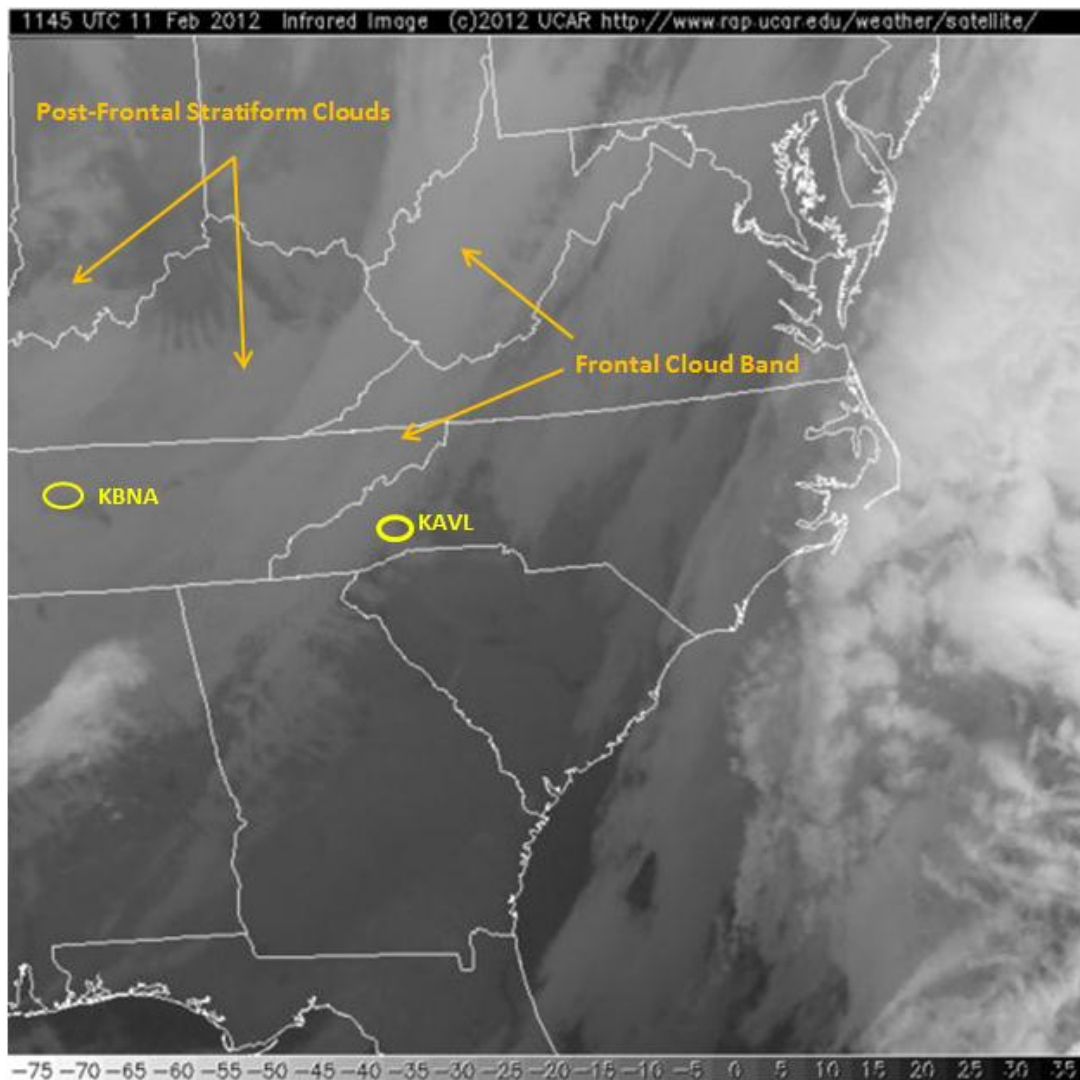 1145 UTC 11 Feb 2012 Infrared Image (c)2012 UCAR http://www.rap.ucar.edu/weather/satellite/
Post-Frontal Stratiform Clouds
Frontal Cloud Band
KBNA
KAVL
-75 -70 -65 -60 -55 -50 -45 -40 -35 -30 -25 -20 -15 -10 -5 0 5 10 15 20 25 30 35